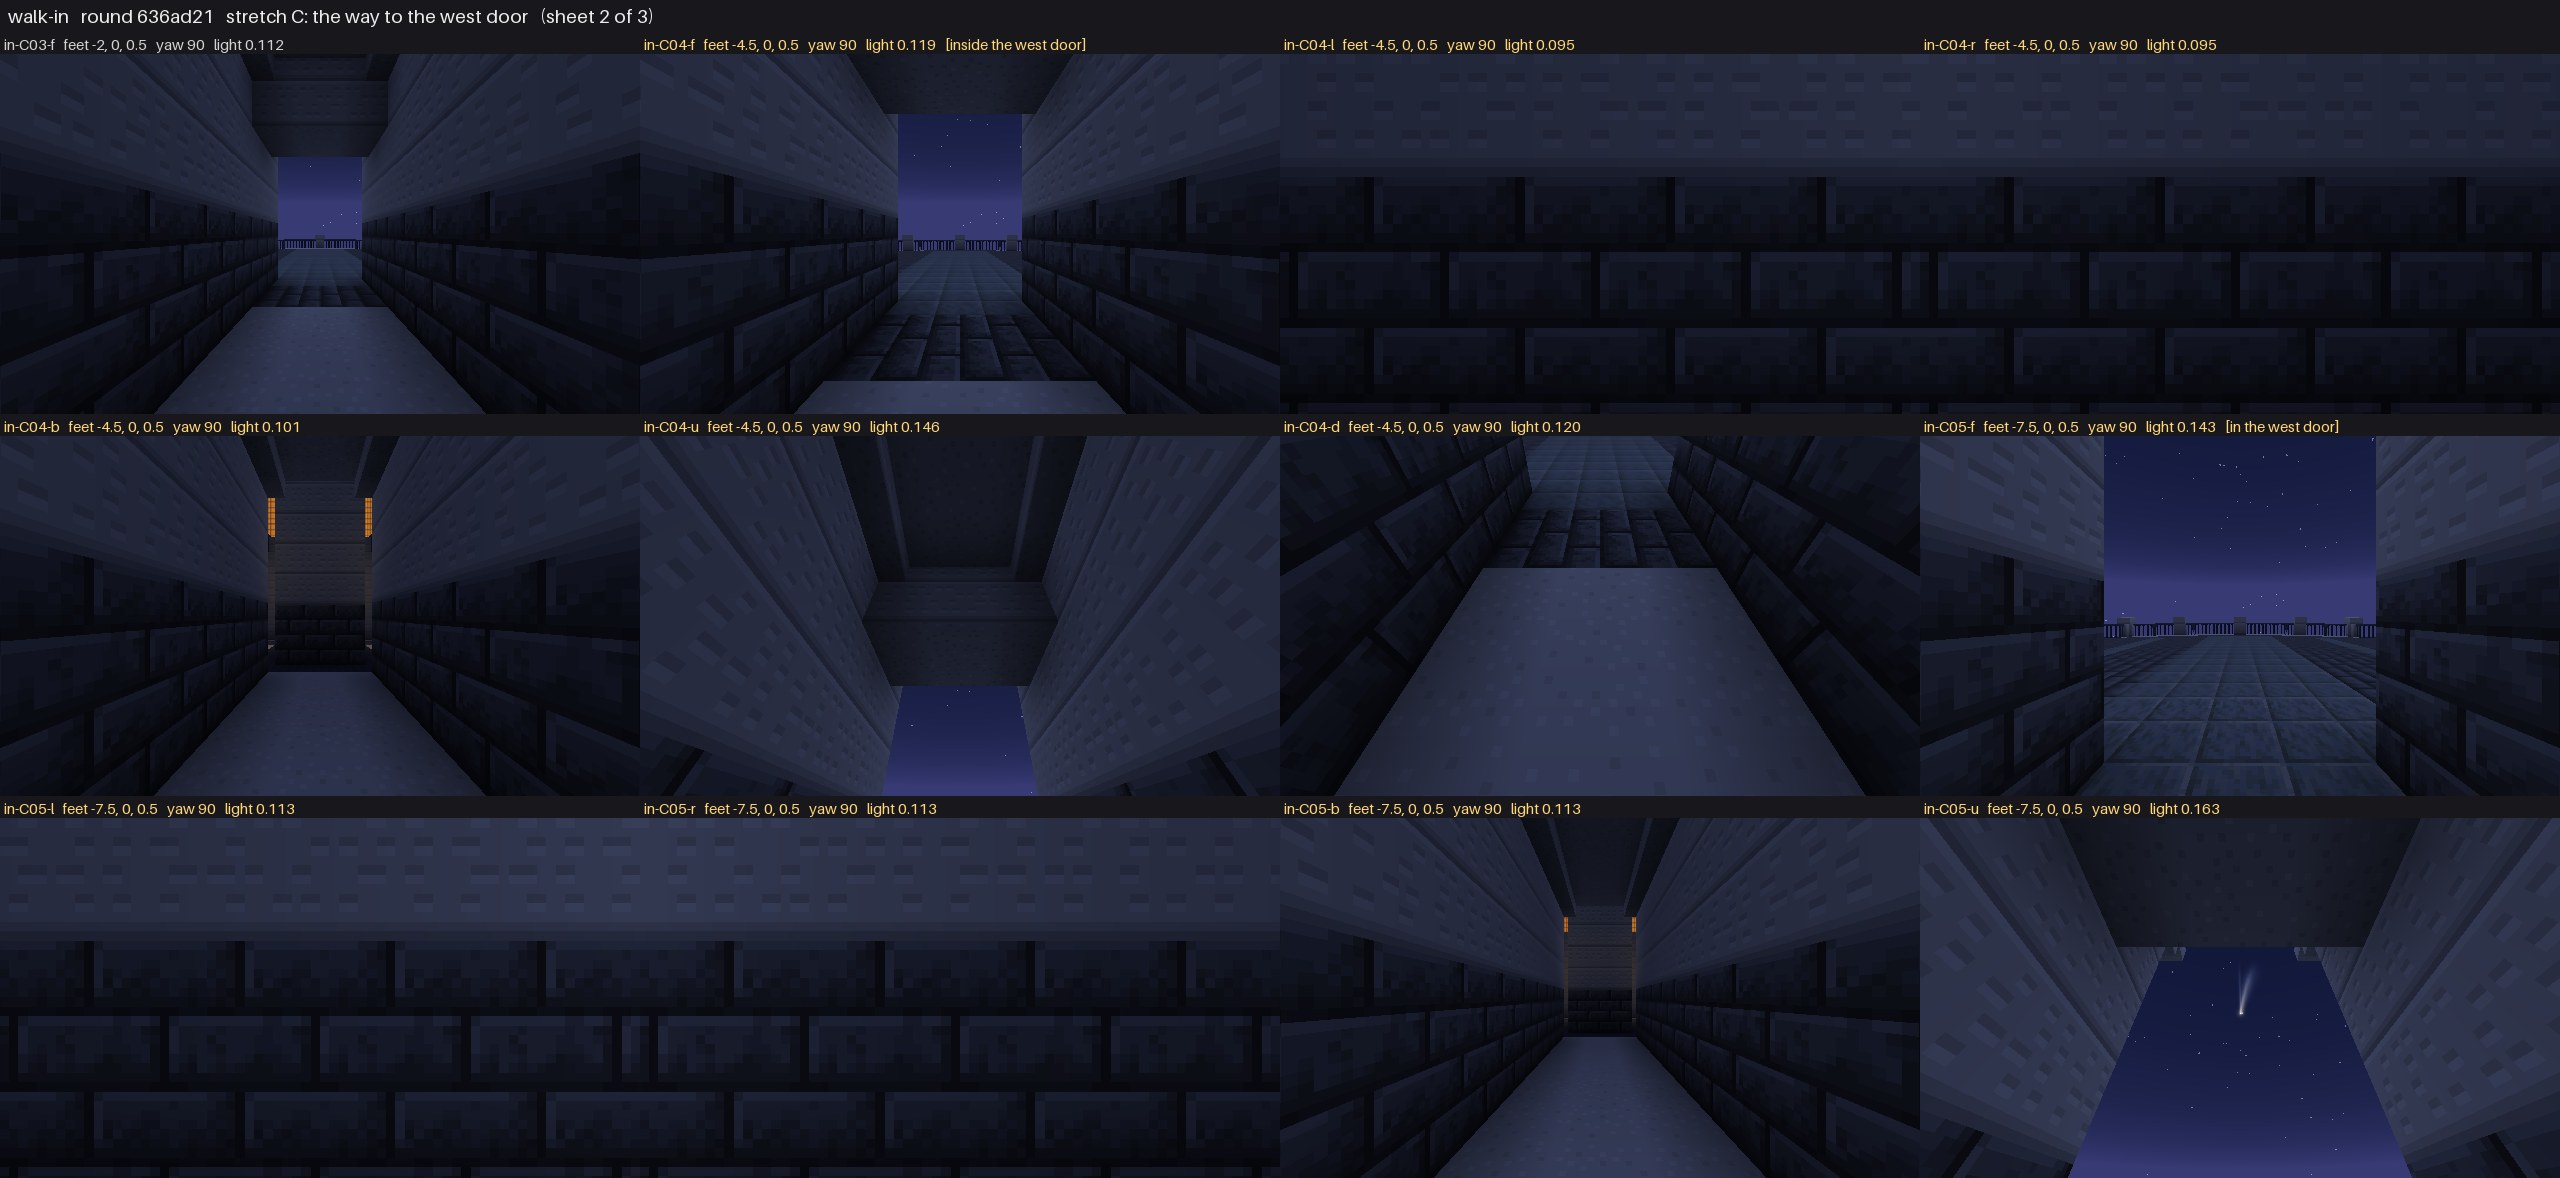 walk-in round 636ad21 stretch C: the way to the west door (sheet 2 of 3)
in-C03-f feet -2, 0, 0.5 yaw 90 light 0.112
in-C04-f feet -4.5, 0, 0.5 yaw 90 light 0.119 [inside the west door]
in-C04-l feet -4.5, 0, 0.5 yaw 90 light 0.095
in-C04-r feet -4.5, 0, 0.5 yaw 90 light 0.095
in-C04-b feet -4.5, 0, 0.5 yaw 90 light 0.101
in-C04-u feet -4.5, 0, 0.5 yaw 90 light 0.146
in-C04-d feet -4.5, 0, 0.5 yaw 90 light 0.120
in-C05-f feet -7.5, 0, 0.5 yaw 90 light 0.143 [in the west door]
in-C05-l feet -7.5, 0, 0.5 yaw 90 light 0.113
in-C05-r feet -7.5, 0, 0.5 yaw 90 light 0.113
in-C05-b feet -7.5, 0, 0.5 yaw 90 light 0.113
in-C05-u feet -7.5, 0, 0.5 yaw 90 light 0.163